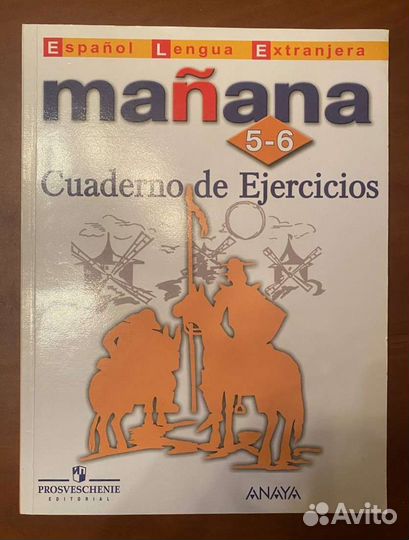 Español Lengua Extranjera
mañana
5-6
Cuaderno de Ejercicios
PROSVESCHENIE
EDITORIAL
ANAYA
Avito